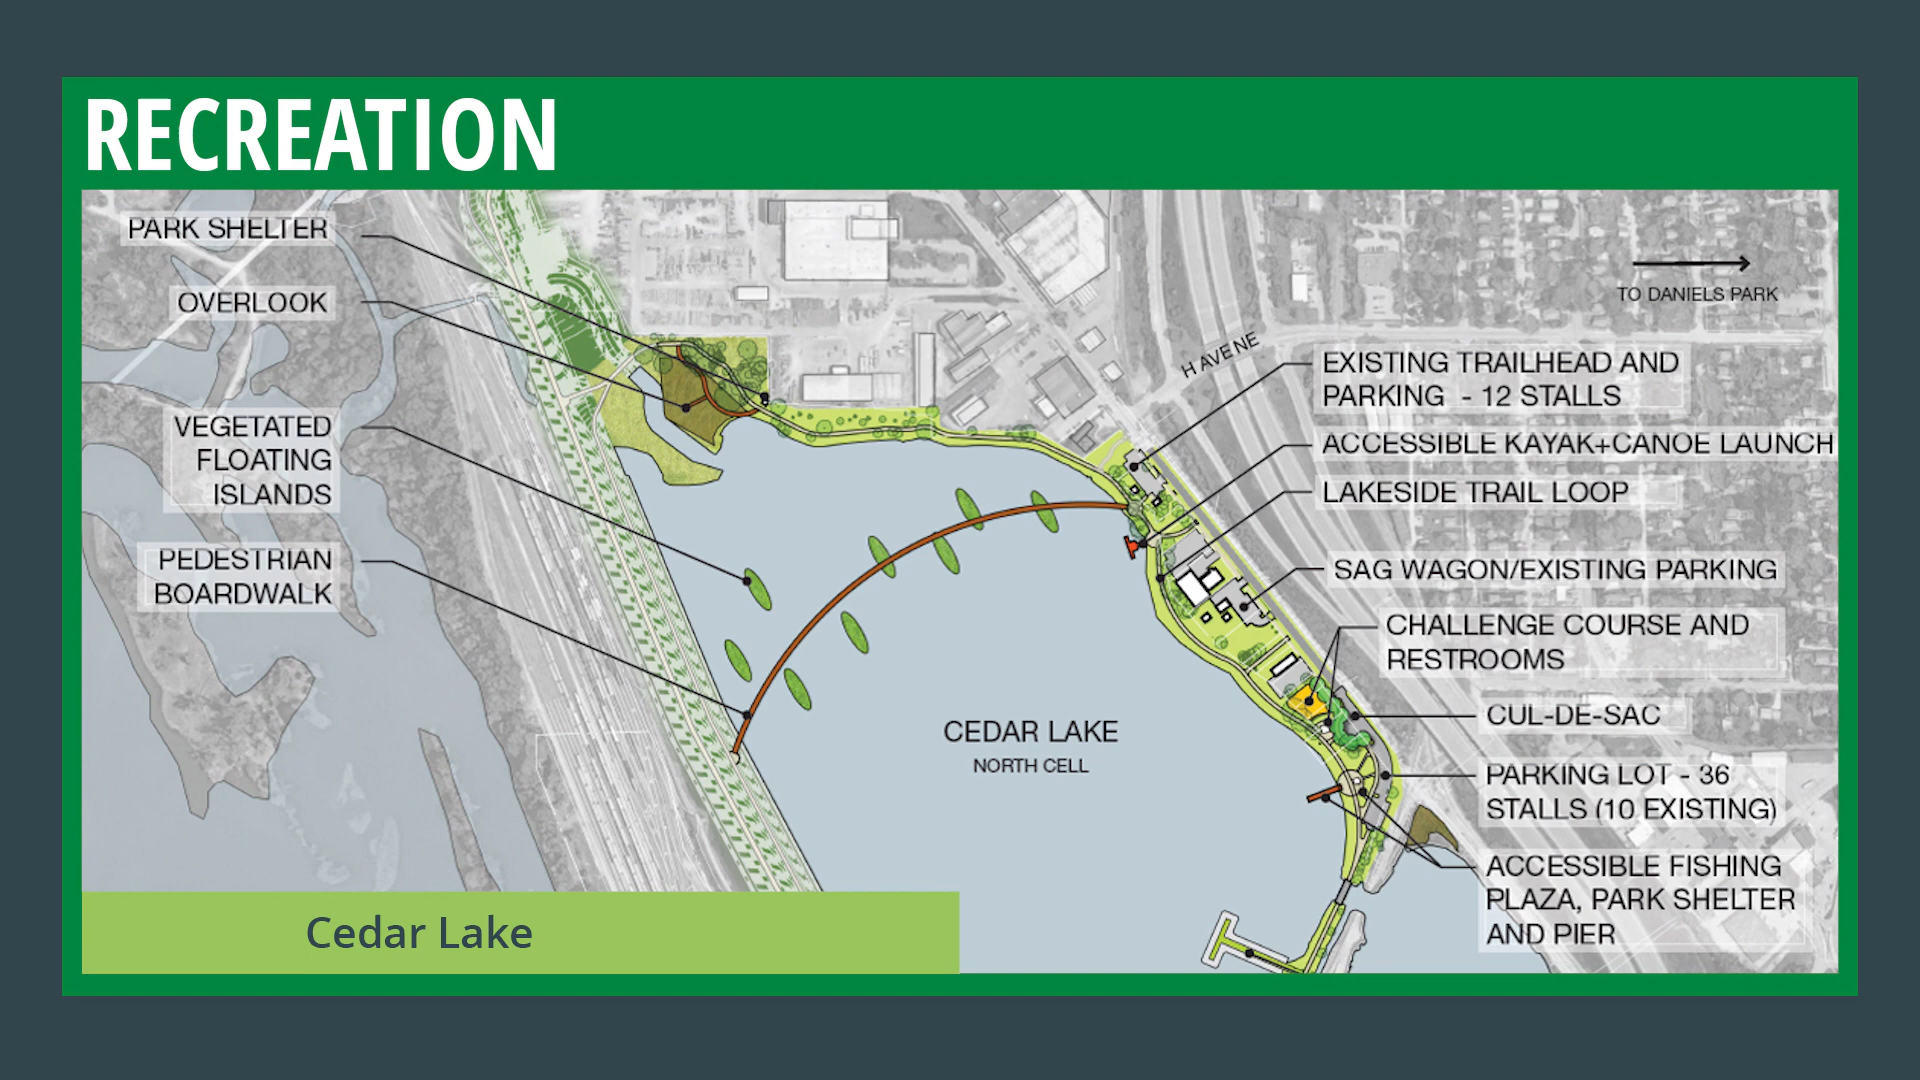 RECREATION
PARK SHELTER
OVERLOOK
VEGETATED
FLOATING
ISLANDS
PEDESTRIAN
BOARDWALK
TO DANIELS PARK
H AVE NE
EXISTING TRAILHEAD AND
PARKING - 12 STALLS
ACCESSIBLE KAYAK+CANOE LAUNCH
LAKESIDE TRAIL LOOP
SAG WAGON/EXISTING PARKING
CHALLENGE COURSE AND
RESTROOMS
CUL-DE-SAC
PARKING LOT - 36
STALLS (10 EXISTING)
ACCESSIBLE FISHING
PLAZA, PARK SHELTER
AND PIER
CEDAR LAKE
NORTH CELL
Cedar Lake